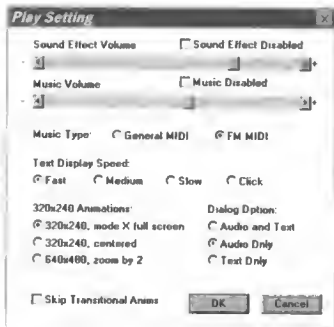 Play Setting
Sound Effect Volume Sound Effect Disabled
- +
Music Volume Music Disabled
- +
Music Type: General MIDI FM MIDI
Text Display Speed:
Fast Medium Slow Click
320x240 Animations: Dialog Option:
320x240, mode X full screen Audio and Text
320x240, centered Audio Only
640x480, zoom by 2 Text Only
Skip Transitional Anims OK Cancel